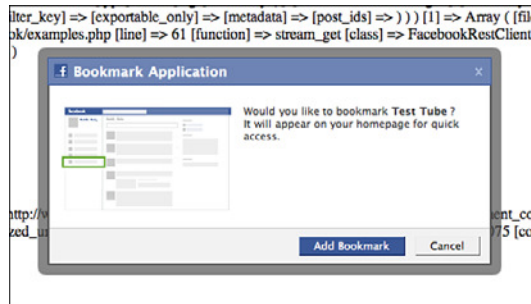 ilter_key] => [exportable_only] => [metadata] => [post_ids] => ) ) ) [1] => Array ( [fil
ok/examples.php [line] => 61 [function] => stream_get [class] => FacebookRestClient
)
f Bookmark Application x
Would you like to bookmark Test Tube ?
It will appear on your homepage for quick
access.
http://w
ent_co
zed_u
075 [co
Add Bookmark Cancel